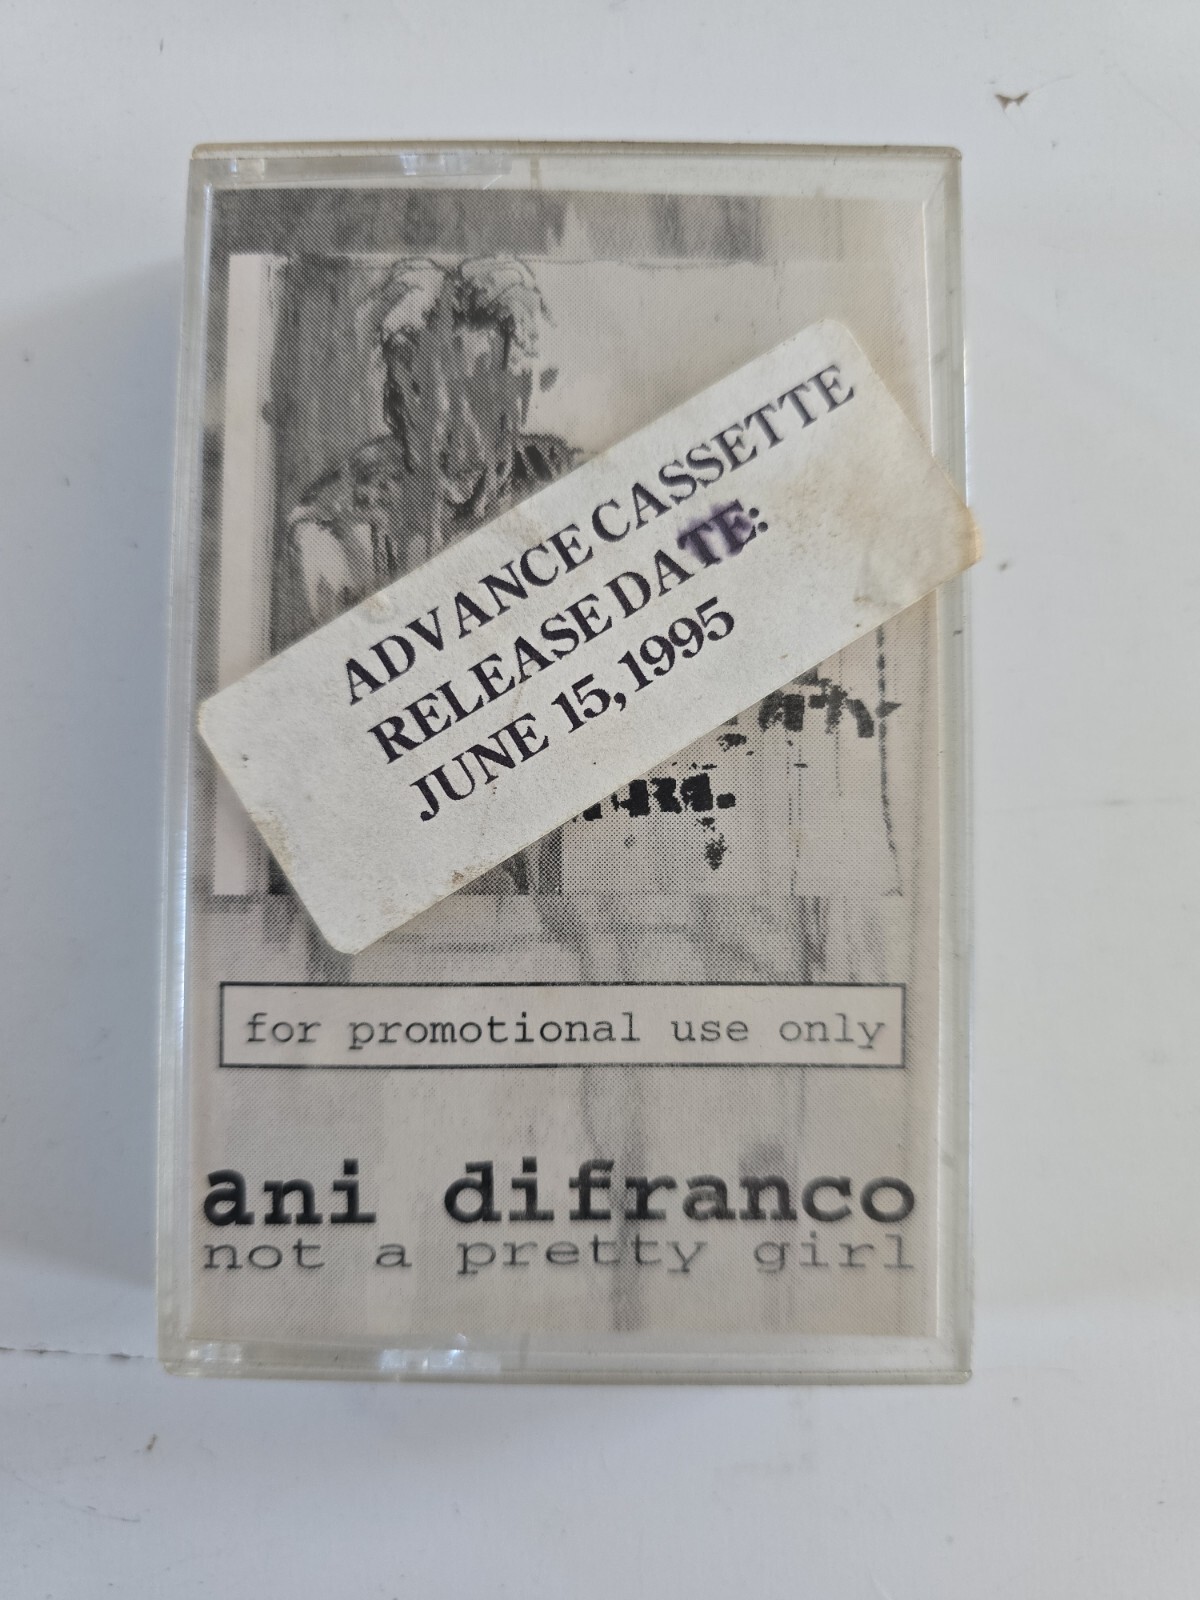 ADVANCE CASSETTE
RELEASE DATE:
JUNE 15, 1995
for promotional use only
ani difranco
not a pretty girl